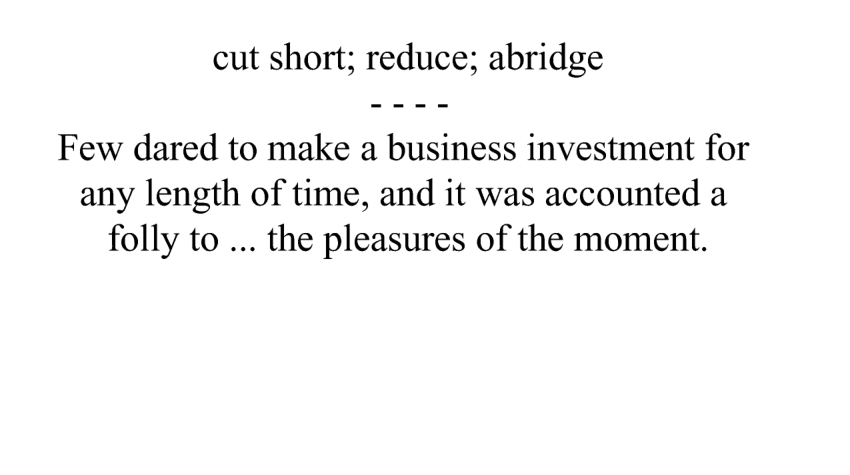 cut short; reduce; abridge
- - - -
Few dared to make a business investment for
any length of time, and it was accounted a
folly to ... the pleasures of the moment.